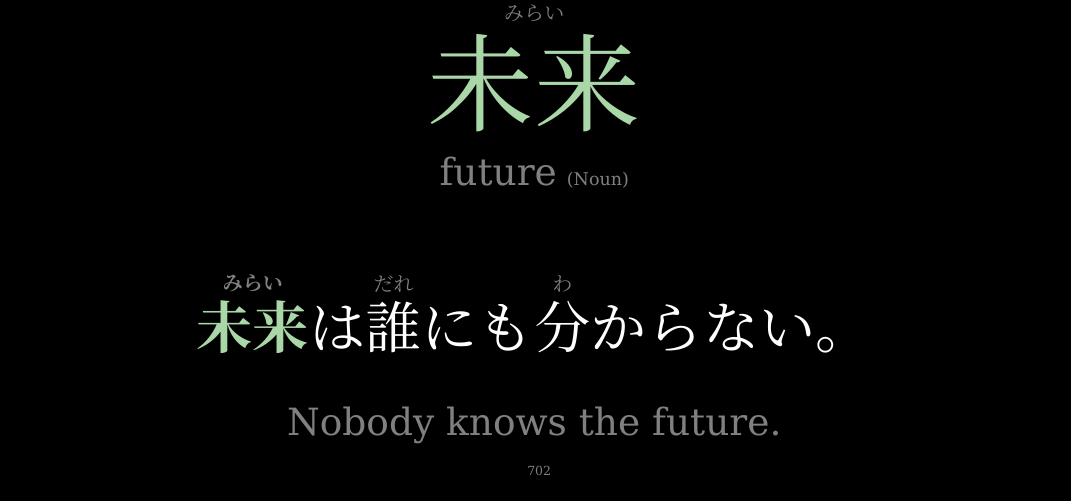 みらい
未来
future (Noun)
みらい だれ わ
未来は誰にも分からない。
Nobody knows the future.
702